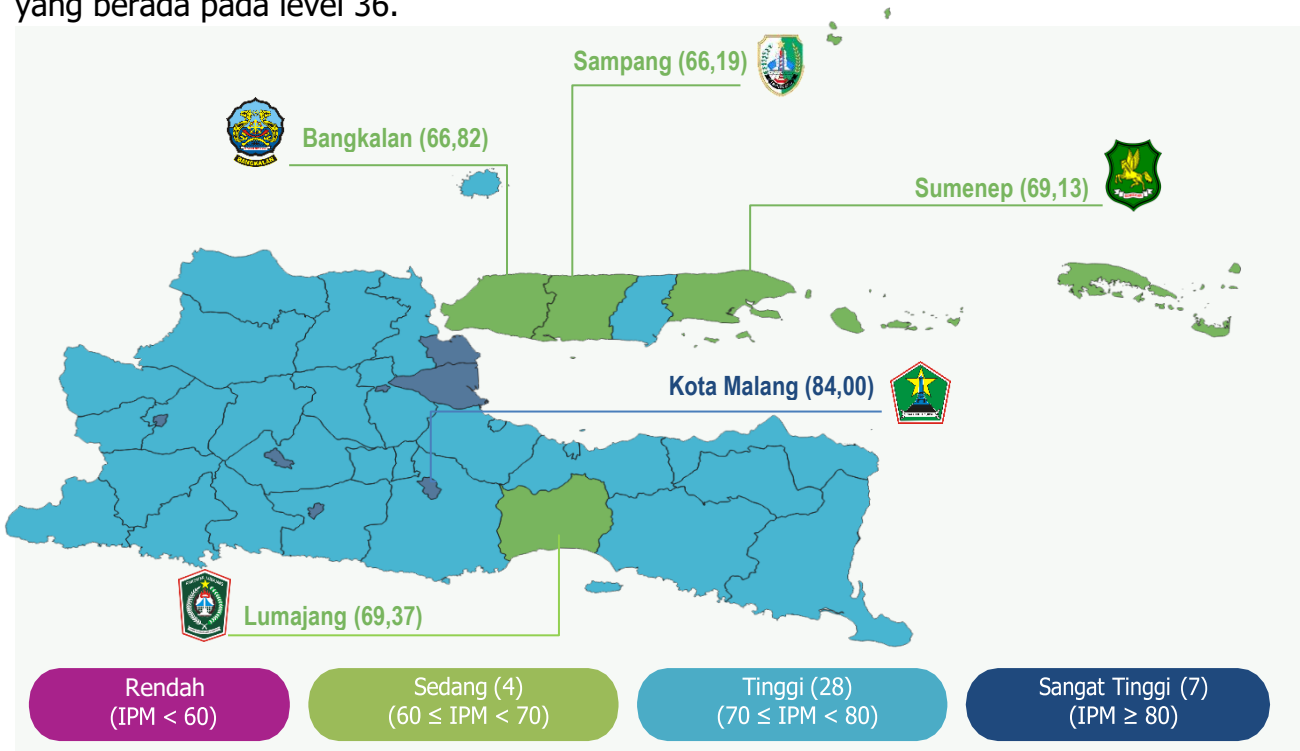 yang berada pada level 36.
Sampang (66,19)
Bangkalan (66,82)
BANGKALAN
Sumenep (69,13)
Kota Malang (84,00)
Lumajang (69,37)
Rendah
(IPM < 60)
Sedang (4)
(60 ≤ IPM < 70)
Tinggi (28)
(70 ≤ IPM < 80)
Sangat Tinggi (7)
(IPM ≥ 80)